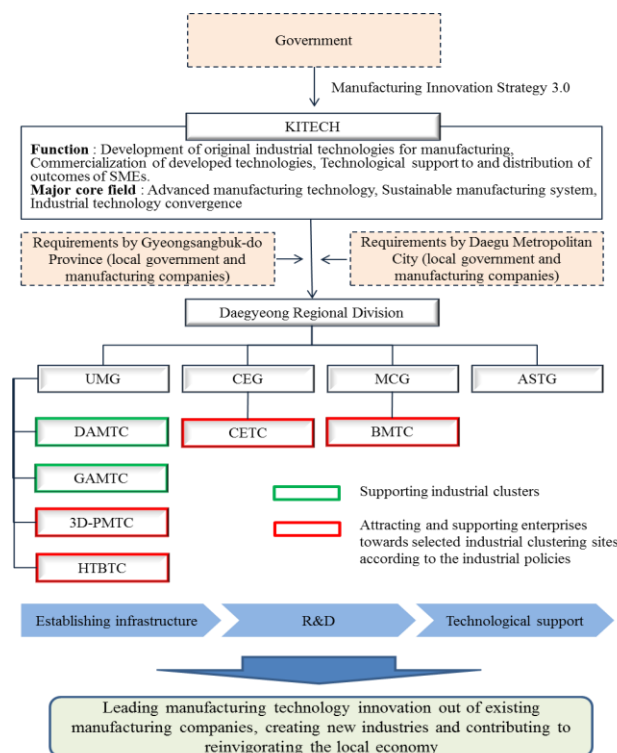 Government
Manufacturing Innovation Strategy 3.0
KITECH
Function : Development of original industrial technologies for manufacturing,
Commercialization of developed technologies, Technological support to and distribution of
outcomes of SMEs.
Major core field : Advanced manufacturing technology, Sustainable manufacturing system,
Industrial technology convergence
Requirements by Gyeongsangbuk-do
Province (local government and
manufacturing companies)
Requirements by Daegu Metropolitan
City (local government and
manufacturing companies)
Daegyeong Regional Division
UMG
CEG
MCG
ASTG
DAMTC
CETC
BMTC
GAMTC
3D-PMTC
HTBTC
Supporting industrial clusters
Attracting and supporting enterprises
towards selected industrial clustering sites
according to the industrial policies
Establishing infrastructure
R&D
Technological support
Leading manufacturing technology innovation out of existing
manufacturing companies, creating new industries and contributing to
reinvigorating the local economy